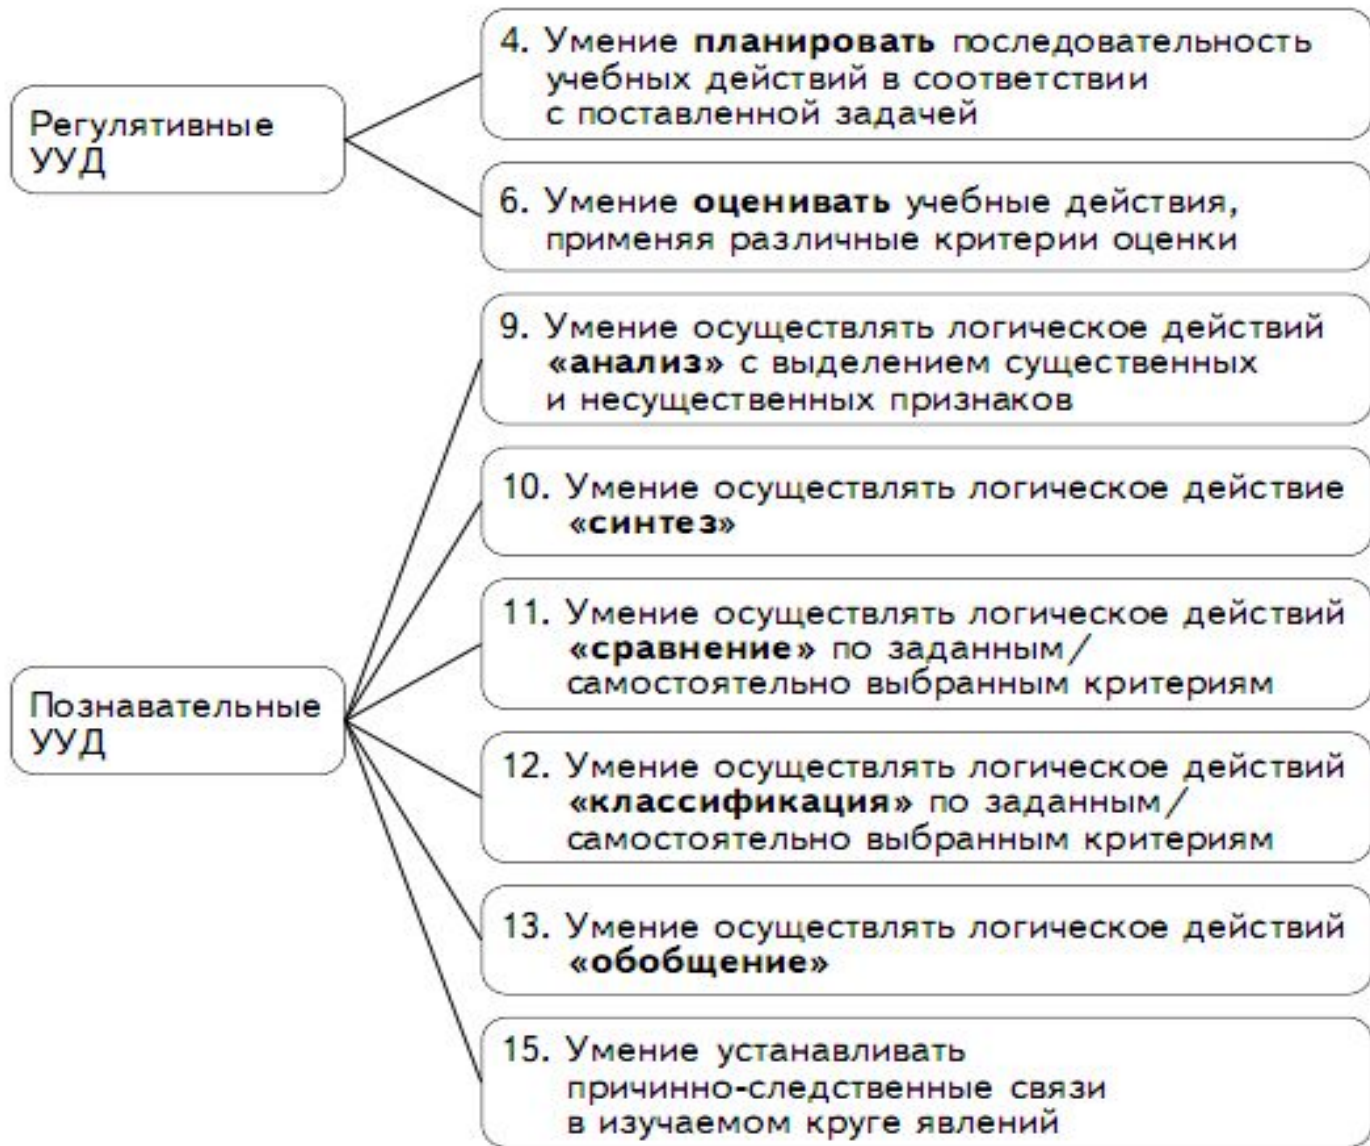 Регулятивные
УУД
4. Умение планировать последовательность
учебных действий в соответствии
с поставленной задачей
6. Умение оценивать учебные действия,
применяя различные критерии оценки
Познавательные
УУД
9. Умение осуществлять логическое действий
«анализ» с выделением существенных
и несущественных признаков
10. Умение осуществлять логическое действие
«синтез»
11. Умение осуществлять логическое действий
«сравнение» по заданным/
самостоятельно выбранным критериям
12. Умение осуществлять логическое действий
«классификация» по заданным/
самостоятельно выбранным критериям
13. Умение осуществлять логическое действий
«обобщение»
15. Умение устанавливать
причинно-следственные связи
в изучаемом круге явлений